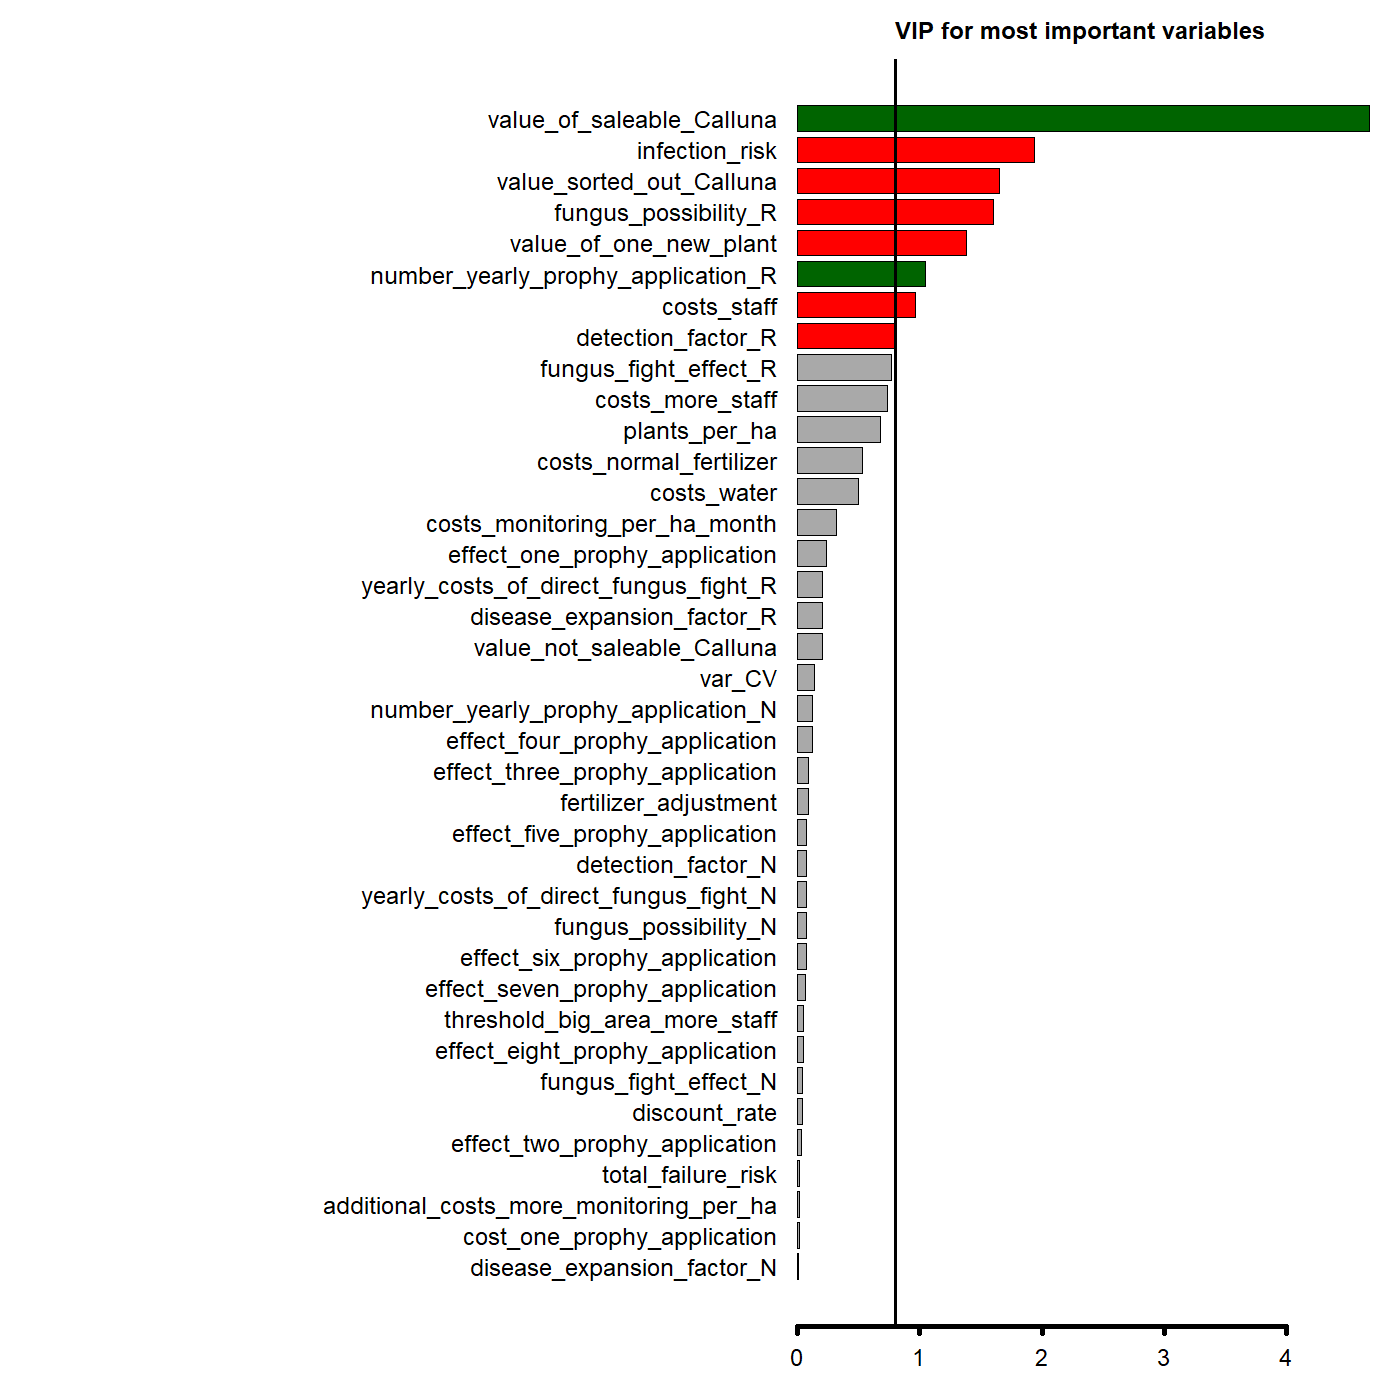 VIP for most important variables
value_of_saleable_Calluna
infection_risk
value_sorted_out_Calluna
fungus_possibility_R
value_of_one_new_plant
number_yearly_prophy_application_R
costs_staff
detection_factor_R
fungus_fight_effect_R
costs_more_staff
plants_per_ha
costs_normal_fertilizer
costs_water
costs_monitoring_per_ha_month
effect_one_prophy_application
yearly_costs_of_direct_fungus_fight_R
disease_expansion_factor_R
value_not_saleable_Calluna
var_CV
number_yearly_prophy_application_N
effect_four_prophy_application
effect_three_prophy_application
fertilizer_adjustment
effect_five_prophy_application
detection_factor_N
yearly_costs_of_direct_fungus_fight_N
fungus_possibility_N
effect_six_prophy_application
effect_seven_prophy_application
threshold_big_area_more_staff
effect_eight_prophy_application
fungus_fight_effect_N
discount_rate
effect_two_prophy_application
total_failure_risk
additional_costs_more_monitoring_per_ha
cost_one_prophy_application
disease_expansion_factor_N
0 1 2 3 4